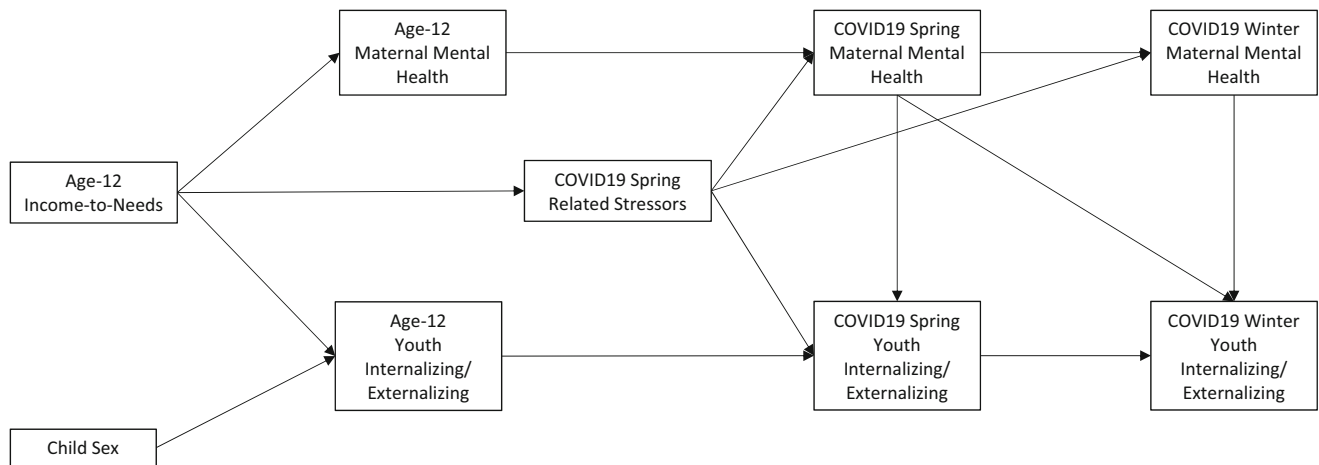 Age-12
Maternal Mental
Health
COVID19 Spring
Maternal Mental
Health
COVID19 Winter
Maternal Mental
Health
Age-12
Income-to-Needs
COVID19 Spring
Related Stressors
Age-12
Youth
Internalizing/
Externalizing
COVID19 Spring
Youth
Internalizing/
Externalizing
COVID19 Winter
Youth
Internalizing/
Externalizing
Child Sex